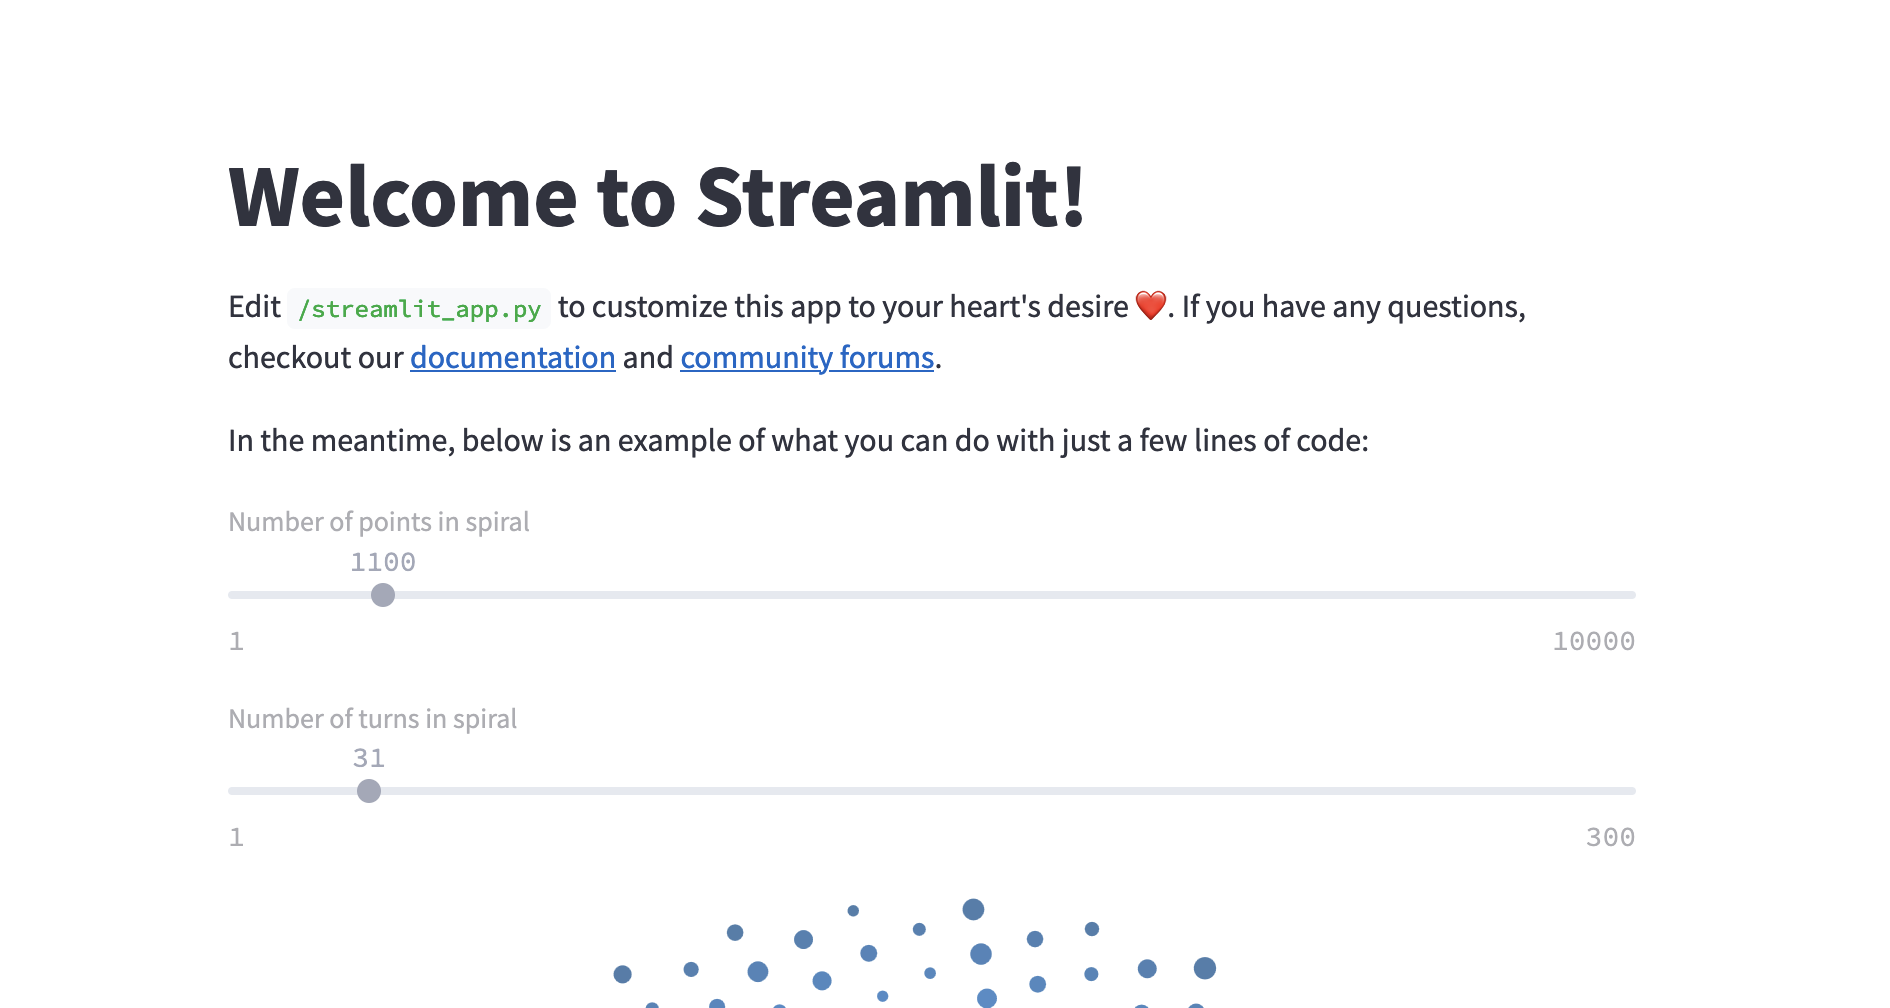 Welcome to Streamlit!
Edit /streamlit_app.py to customize this app to your heart's desire ❤️. If you have any questions,
checkout our documentation and community forums.
In the meantime, below is an example of what you can do with just a few lines of code:
Number of points in spiral
1100
1 10000
Number of turns in spiral
31
1 300